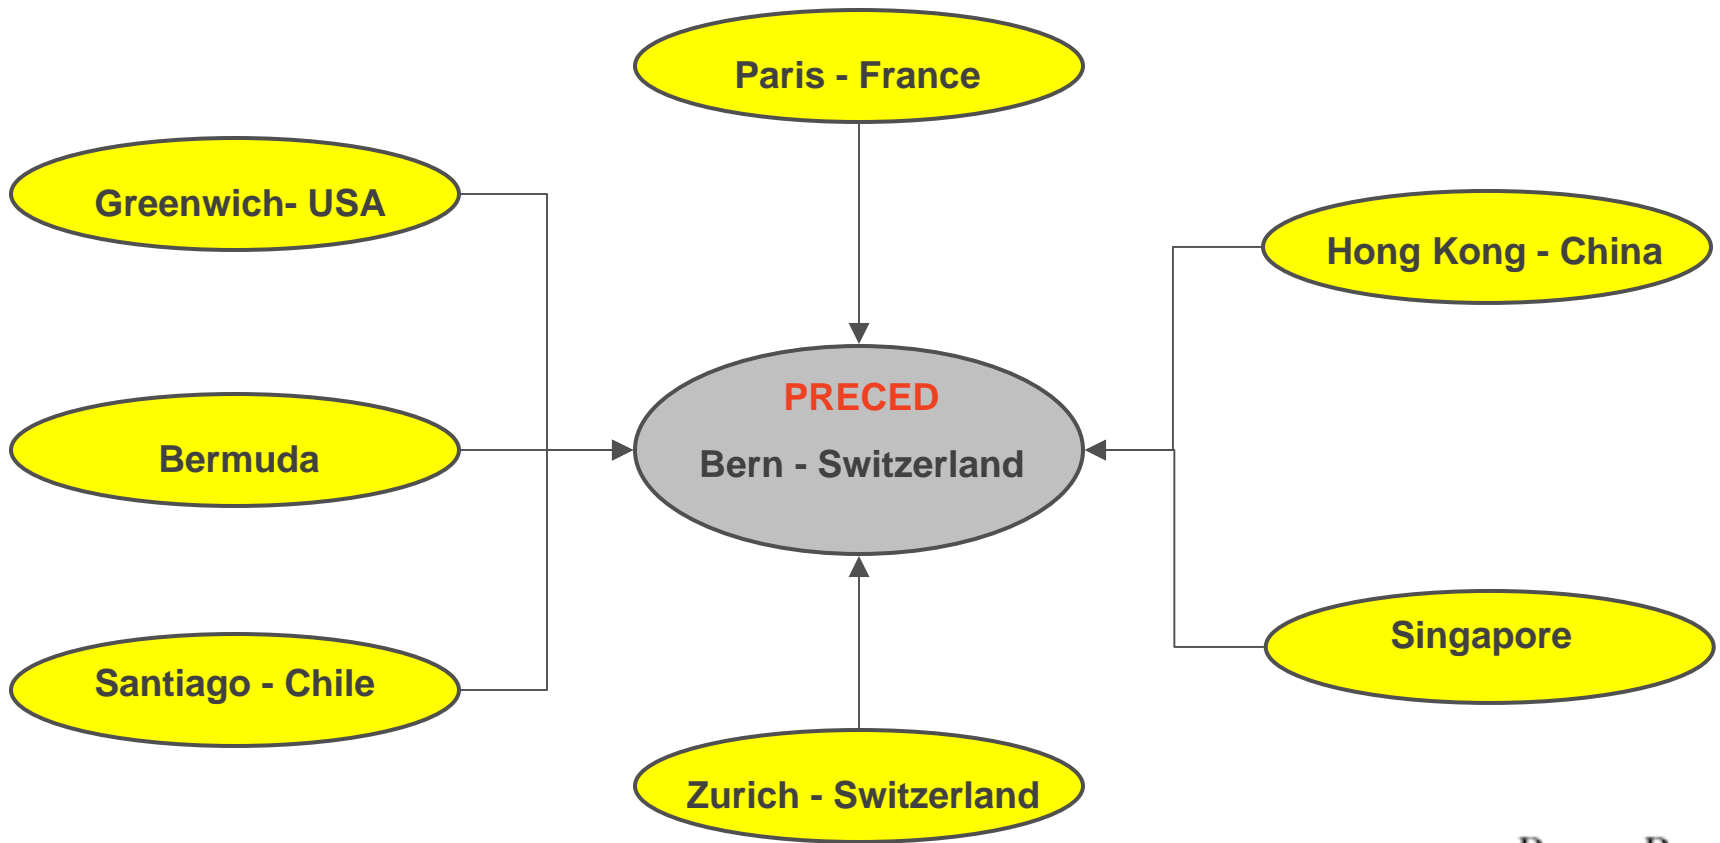 Paris - France
Greenwich- USA
Hong Kong - China
PRECED
Bern - Switzerland
Bermuda
Singapore
Santiago - Chile
Zurich - Switzerland